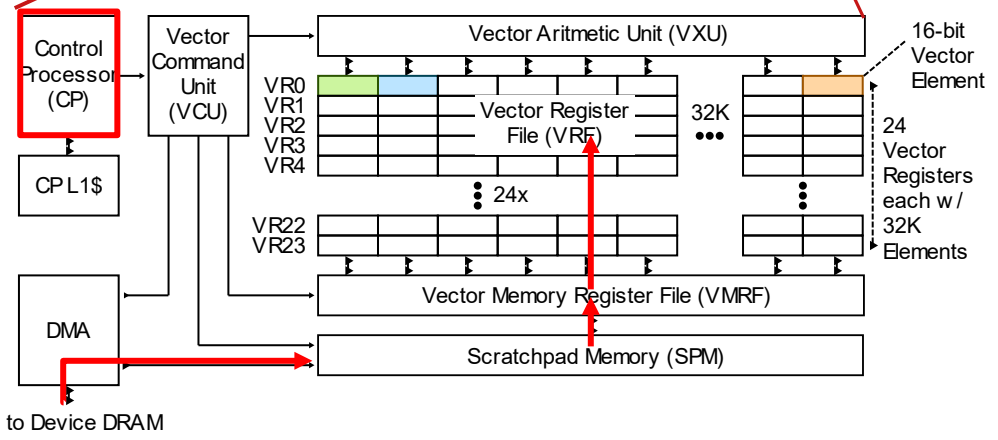 Control
Processor
(CP)
Vector
Command
Unit
(VCU)
Vector Aritmetic Unit (VXU)
16-bit
Vector
Element
VR0
VR1
VR2
VR3
VR4
Vector Register
File (VRF)
32K
24
Vector
Registers
each w/
32K
Elements
CP L1$
24x
VR22
VR23
Vector Memory Register File (VMRF)
DMA
Scratchpad Memory (SPM)
to Device DRAM